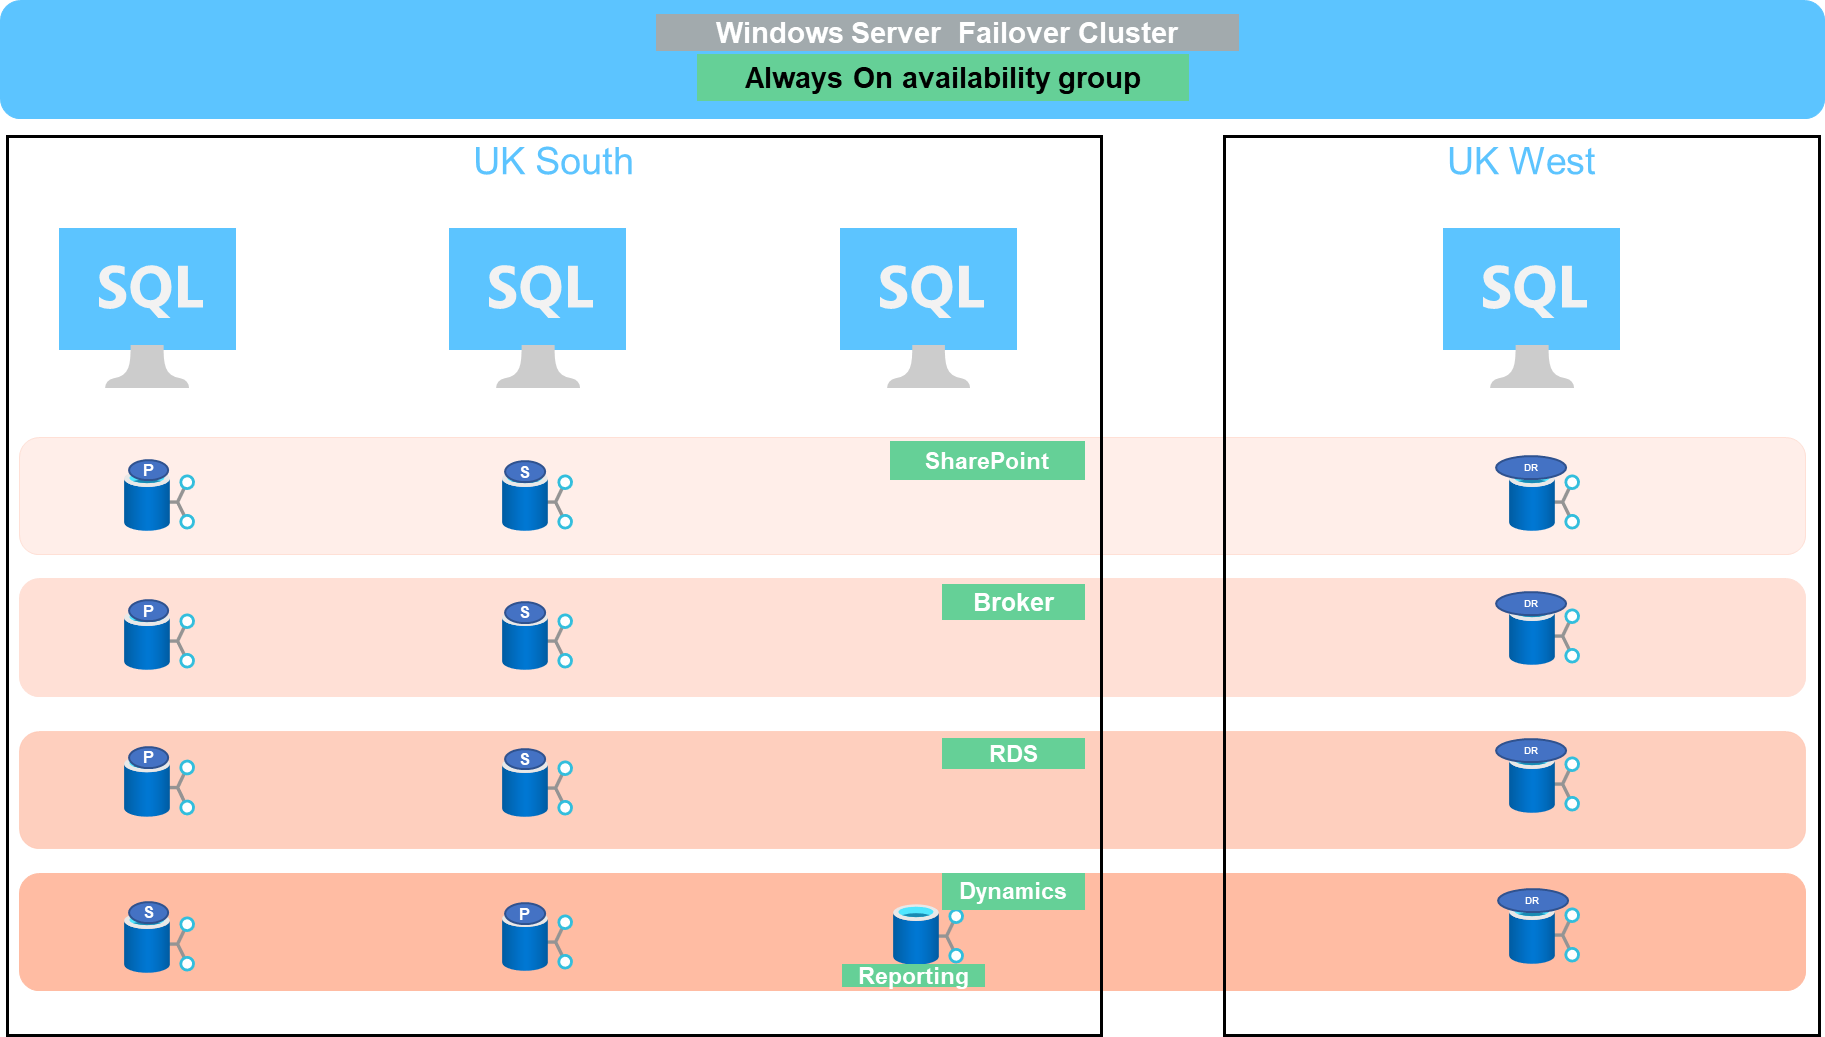 Windows Server  Failover Cluster
Always On availability group
UK South
UK West
SQL
SQL
SQL
SQL
SharePoint
P
S
DR
Broker
P
S
DR
RDS
P
S
DR
Dynamics
S
P
DR
Reporting